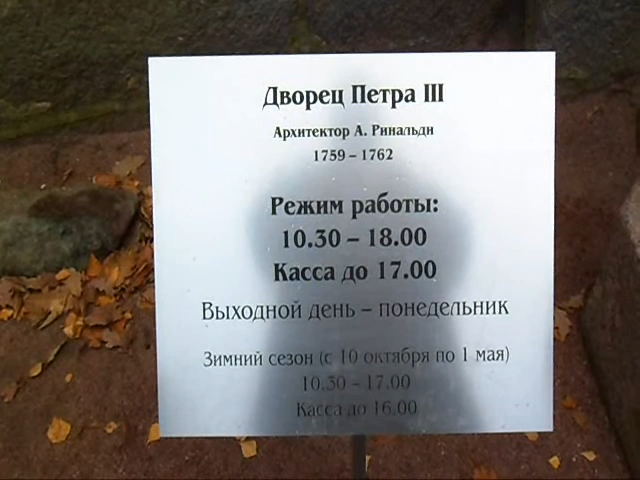 Дворец Петра III
Архитектор А. Ринальди
1759 – 1762
Режим работы:
10.30 – 18.00
Касса до 17.00
Выходной день – понедельник
Зимний сезон (с 10 октября по 1 мая)
10.30 – 17.00
Касса до 16.00